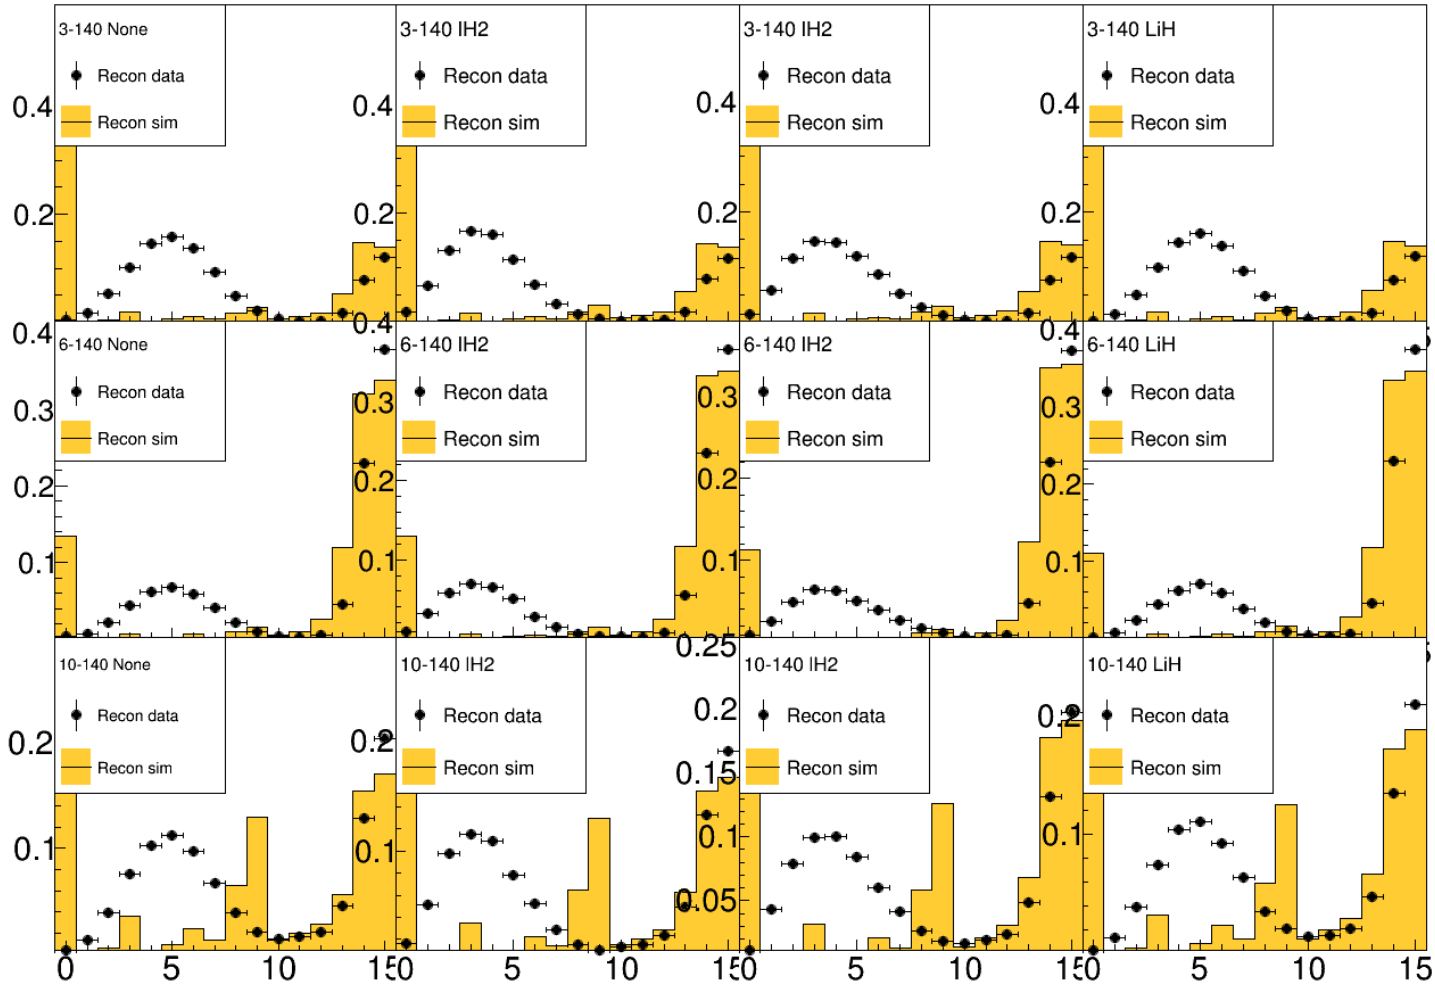 3-140 None
Recon data
Recon sim
3-140 lH2
Recon data
Recon sim
3-140 lH2
Recon data
Recon sim
3-140 LiH
Recon data
Recon sim
0.4
0.2
0.4
0.2
0.4
0.2
0.4
0.2
6-140 None
Recon data
Recon sim
6-140 lH2
Recon data
Recon sim
6-140 lH2
Recon data
Recon sim
6-140 LiH
Recon data
Recon sim
0.4
0.3
0.2
0.1
0.4
0.3
0.2
0.1
0.3
0.2
0.1
0.4
0.3
0.2
0.1
10-140 None
Recon data
Recon sim
10-140 lH2
Recon data
Recon sim
10-140 lH2
Recon data
Recon sim
10-140 LiH
Recon data
Recon sim
0.2
0.1
0.2
0.1
0.25
0.2
0.15
0.1
0.05
0.2
0.1
0 5 10 15 5 10 15 5 10 15 5 10 15